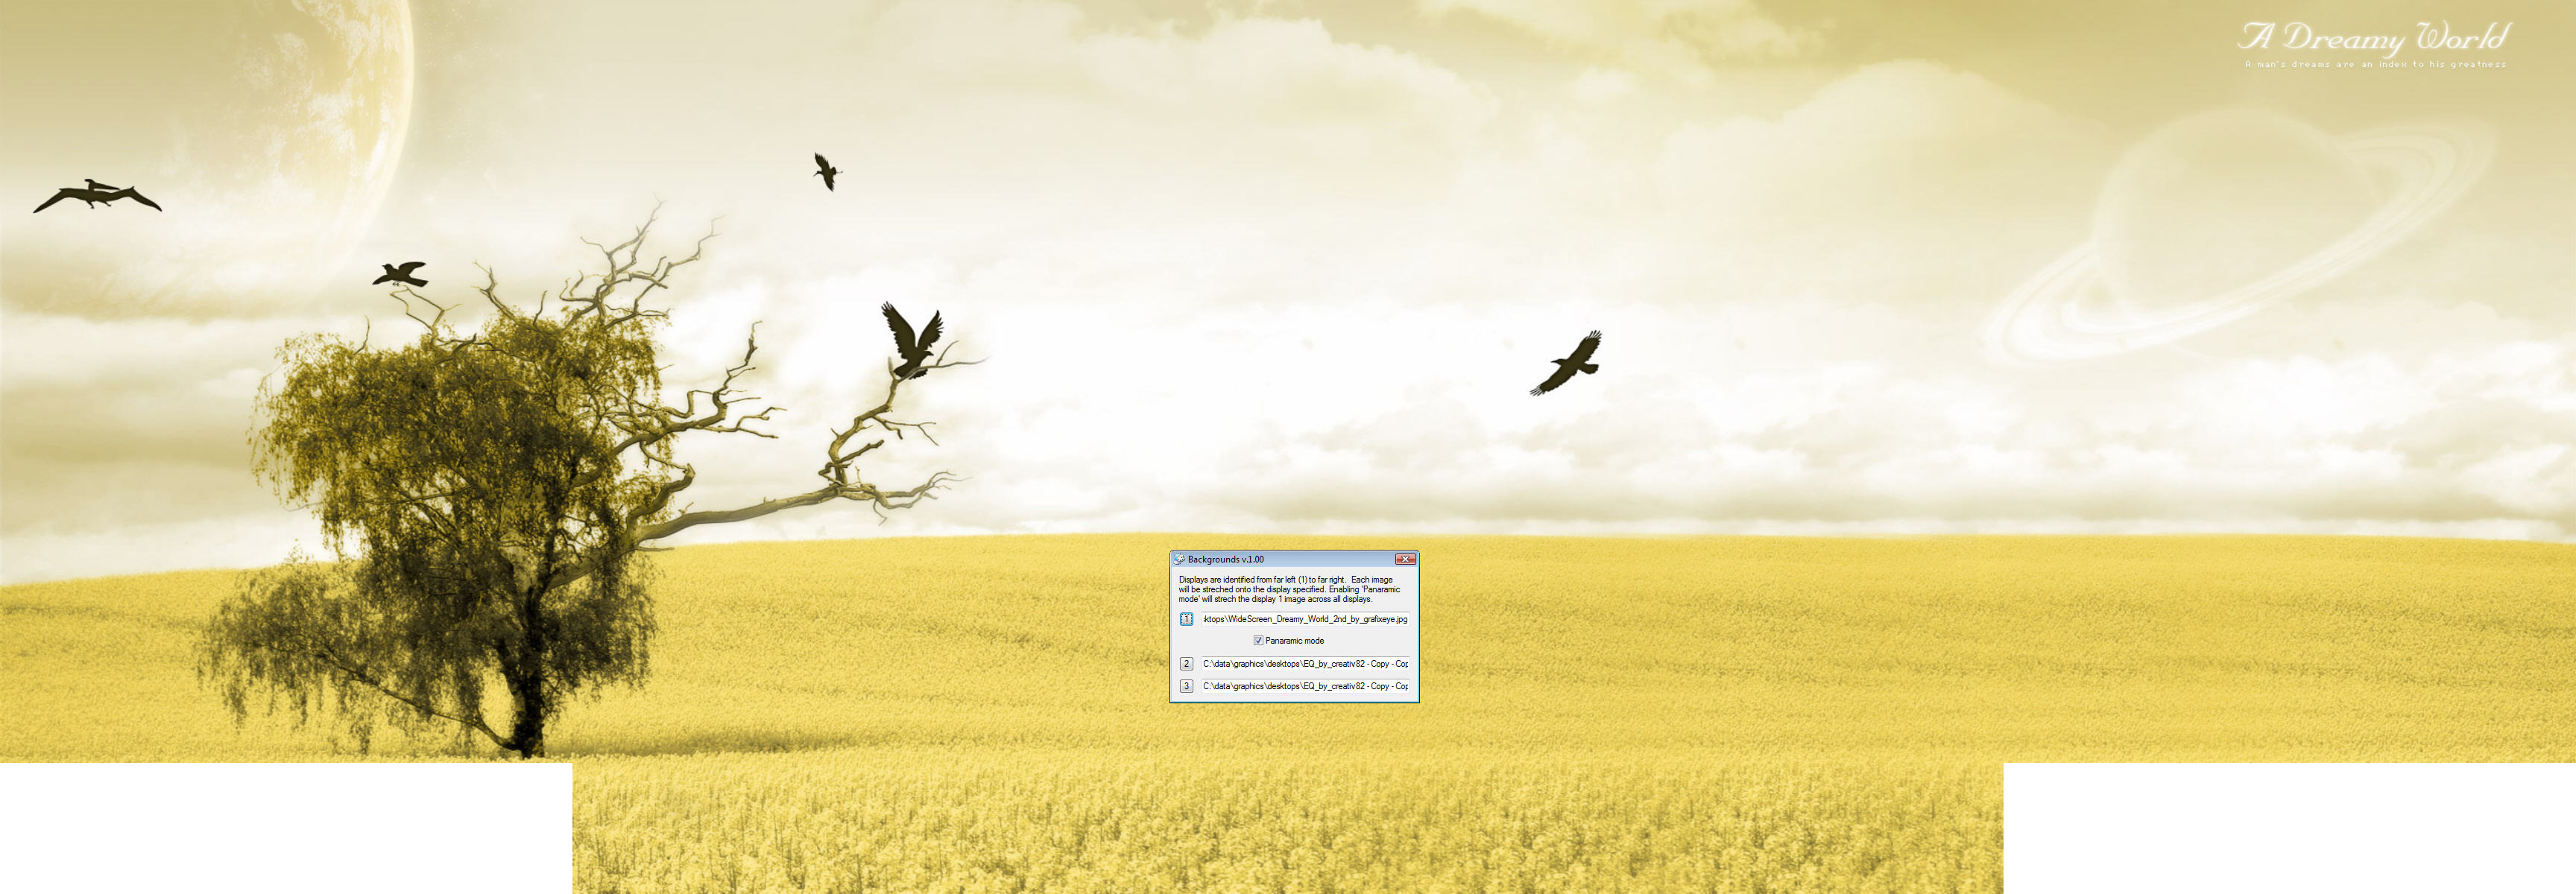 A Dreamy World
A man's dreams are an index to his greatness
Backgrounds v.1.00
Displays are identified from far left (1) to far right. Each image
will be streched onto the display specified. Enabling 'Panaramic
mode' will strech the display 1 image across all displays.
1 ktops\WideScreen_Dreamy_World_2nd_by_grafixeye.jpg
Panaramic mode
2 C:\data\graphics\desktops\EQ_by_creativ82 - Copy - Cop
3 C:\data\graphics\desktops\EQ_by_creativ82 - Copy - Cop